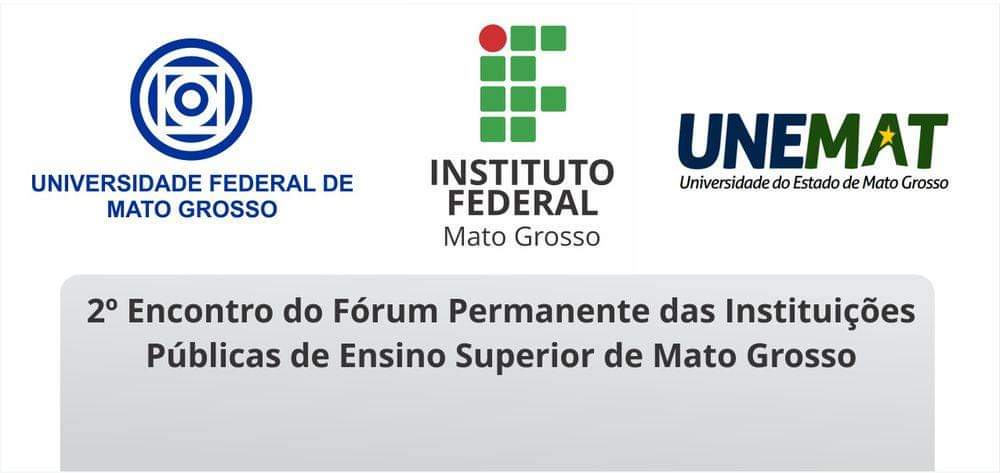 UNIVERSIDADE FEDERAL DE
MATO GROSSO
INSTITUTO
FEDERAL
Mato Grosso
UNEMAT
Universidade do Estado de Mato Grosso
2º Encontro do Fórum Permanente das Instituições
Públicas de Ensino Superior de Mato Grosso